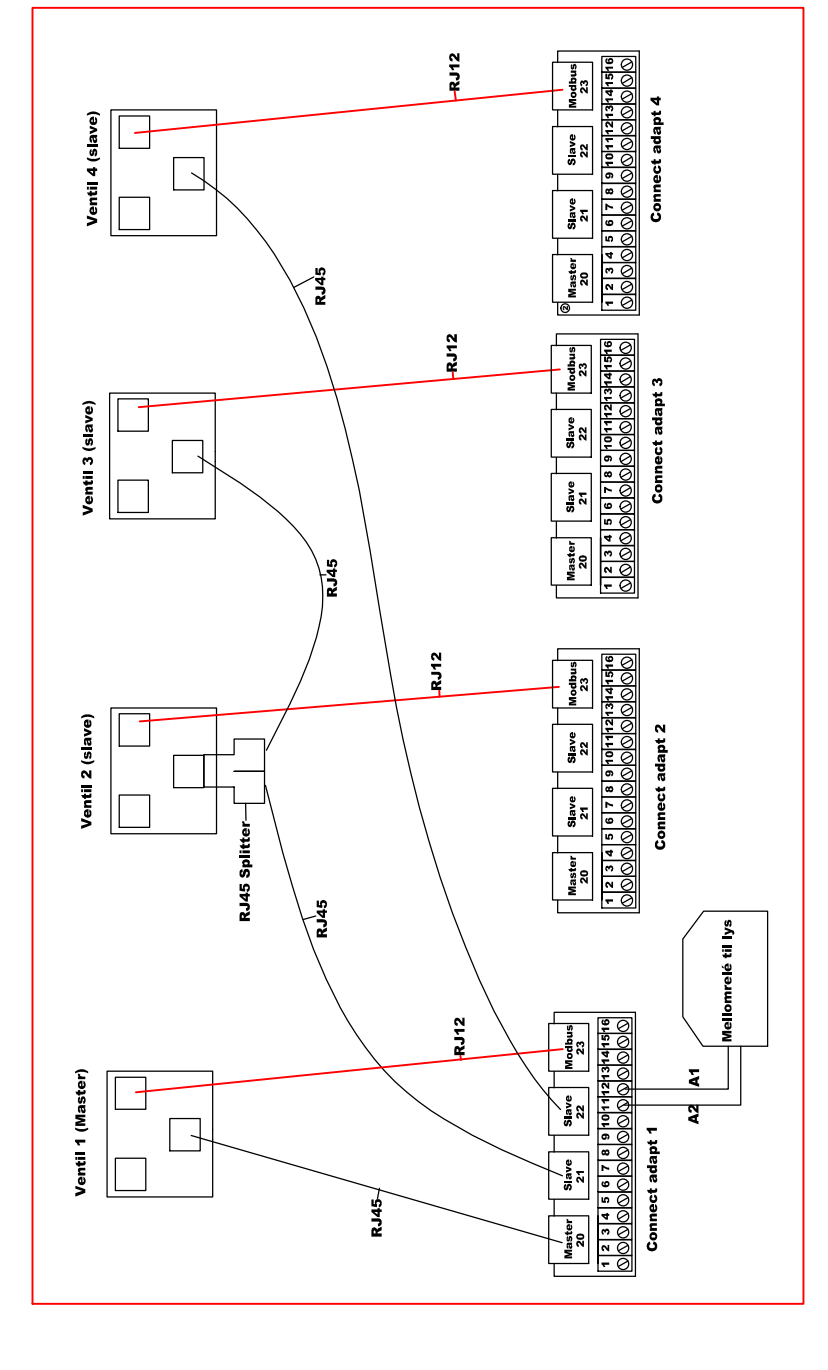 Ventil 1 (Master)
Ventil 2 (slave)
Ventil 3 (slave)
Ventil 4 (slave)
RJ45 Splitter
RJ45
RJ45
RJ45
RJ45
RJ12
RJ12
RJ12
RJ12
Master
20
Slave
21
Slave
22
Modbus
23
1 2 3 4 5 6 7 8 9 10 11 12 13 14 15 16
Connect adapt 1
A2
A1
Mellomrelé til lys
Master
20
Slave
21
Slave
22
Modbus
23
1 2 3 4 5 6 7 8 9 10 11 12 13 14 15 16
Connect adapt 2
Master
20
Slave
21
Slave
22
Modbus
23
1 2 3 4 5 6 7 8 9 10 11 12 13 14 15 16
Connect adapt 3
②
Master
20
Slave
21
Slave
22
Modbus
23
1 2 3 4 5 6 7 8 9 10 11 12 13 14 15 16
Connect adapt 4